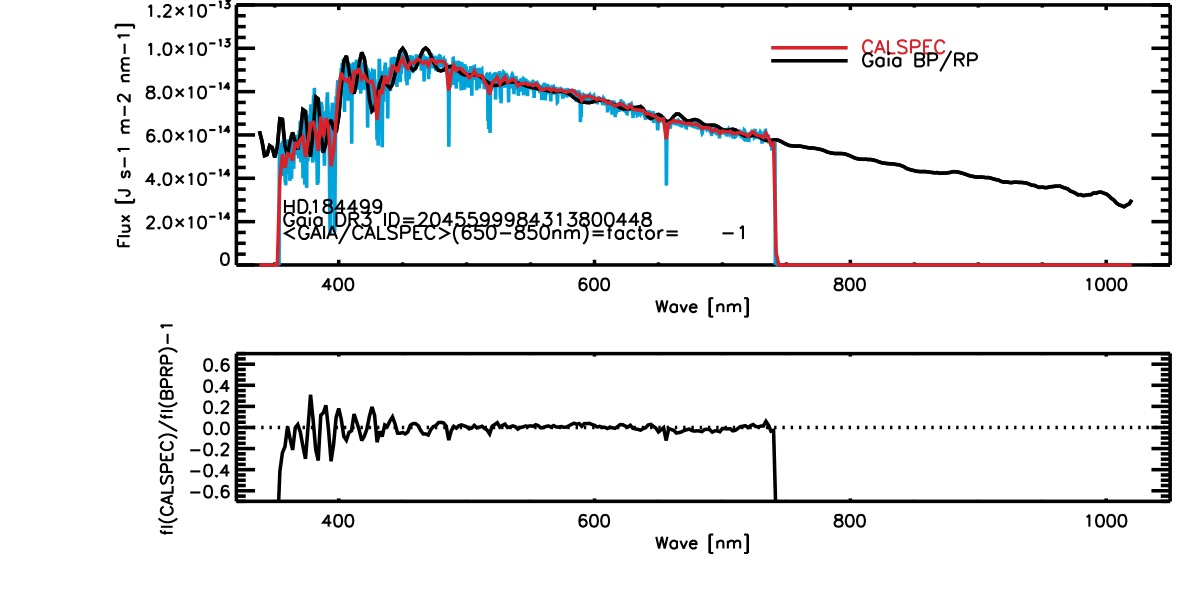 1.2×10−13
1.0×10−13
8.0×10−14
6.0×10−14
4.0×10−14
2.0×10−14
0
Flux [J s−1 m−2 nm−1]
CALSPEC
Gaia BP/RP
HD184499
Gaia DR3 ID=2045599984313800448
<GAIA/CALSPEC>(650−850nm)=factor= −1
400 600 800 1000
Wave [nm]
fl(CALSPEC)/fl(BPRP)−1
0.6
0.4
0.2
0.0
−0.2
−0.4
−0.6
400 600 800 1000
Wave [nm]